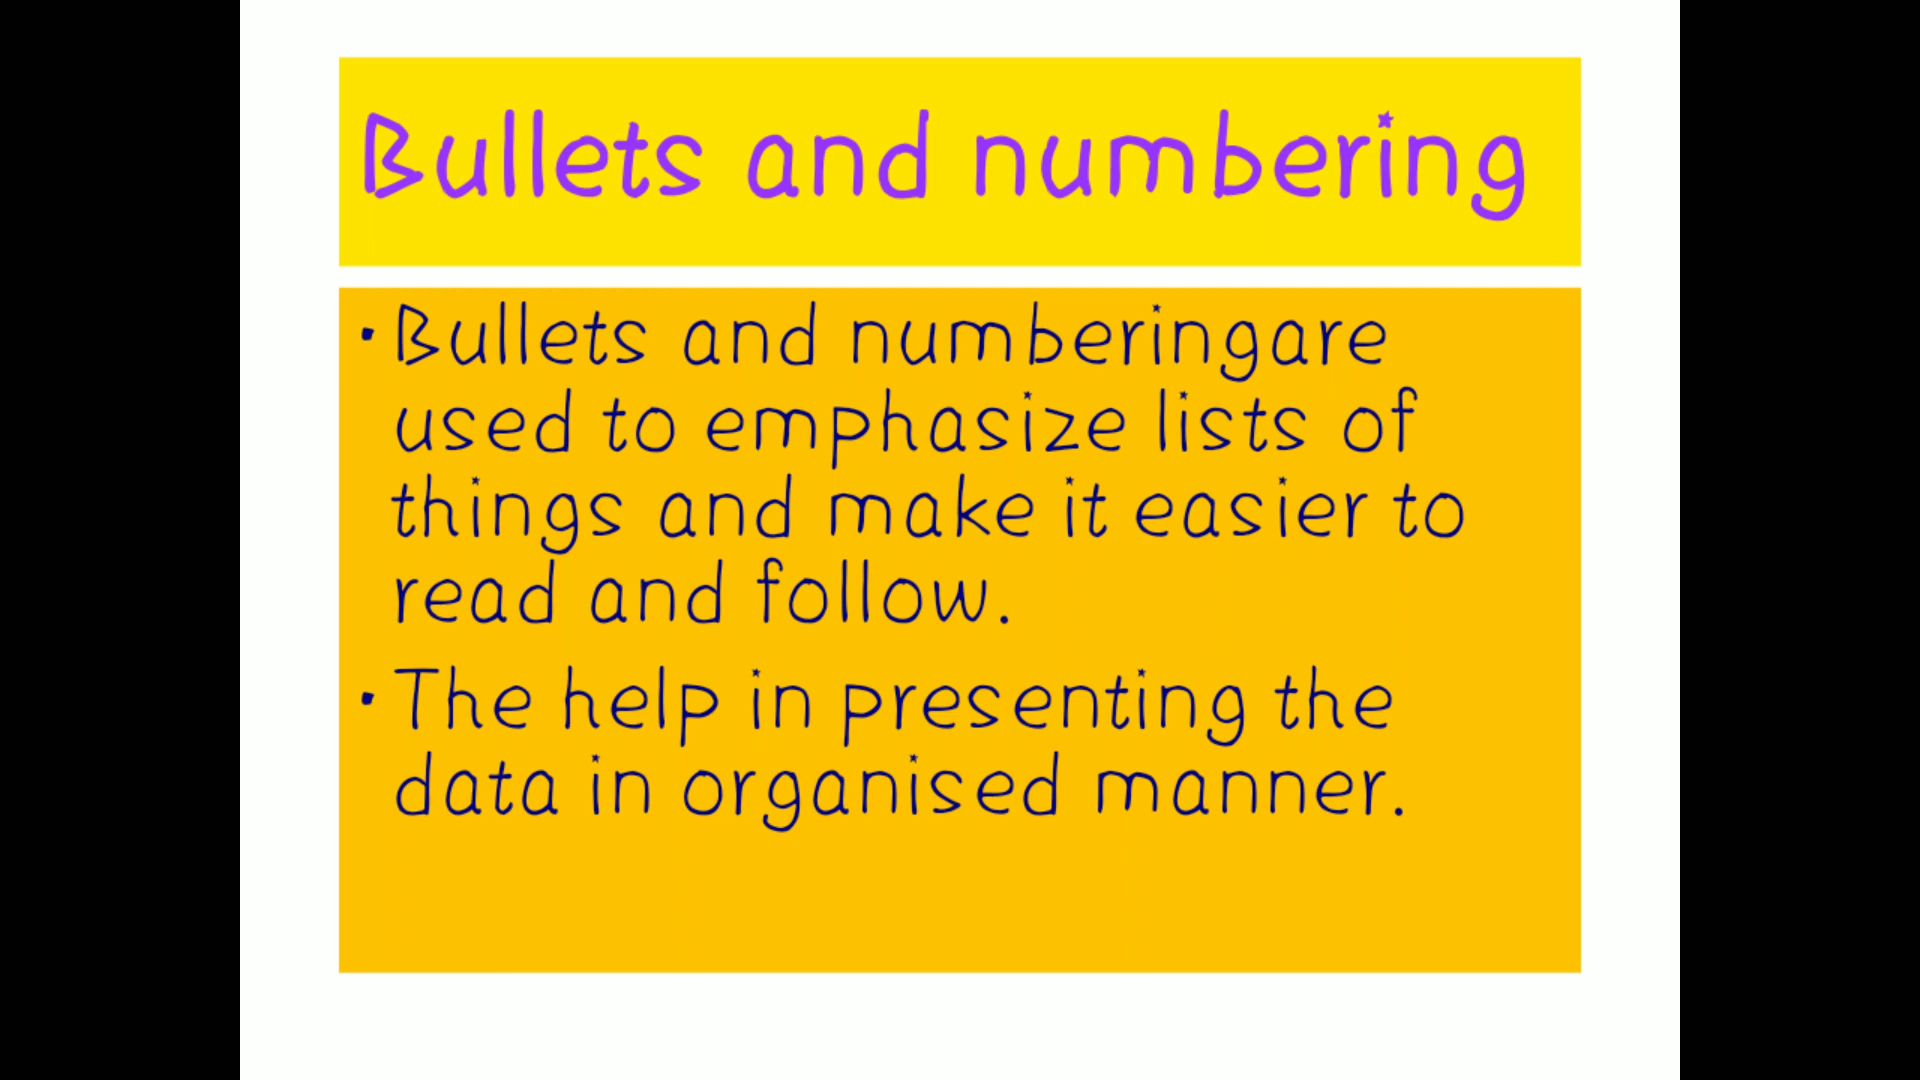 Bullets and numbering
• Bullets and numberingare
used to emphasize lists of
things and make it easier to
read and follow.
• The help in presenting the
data in organised manner.